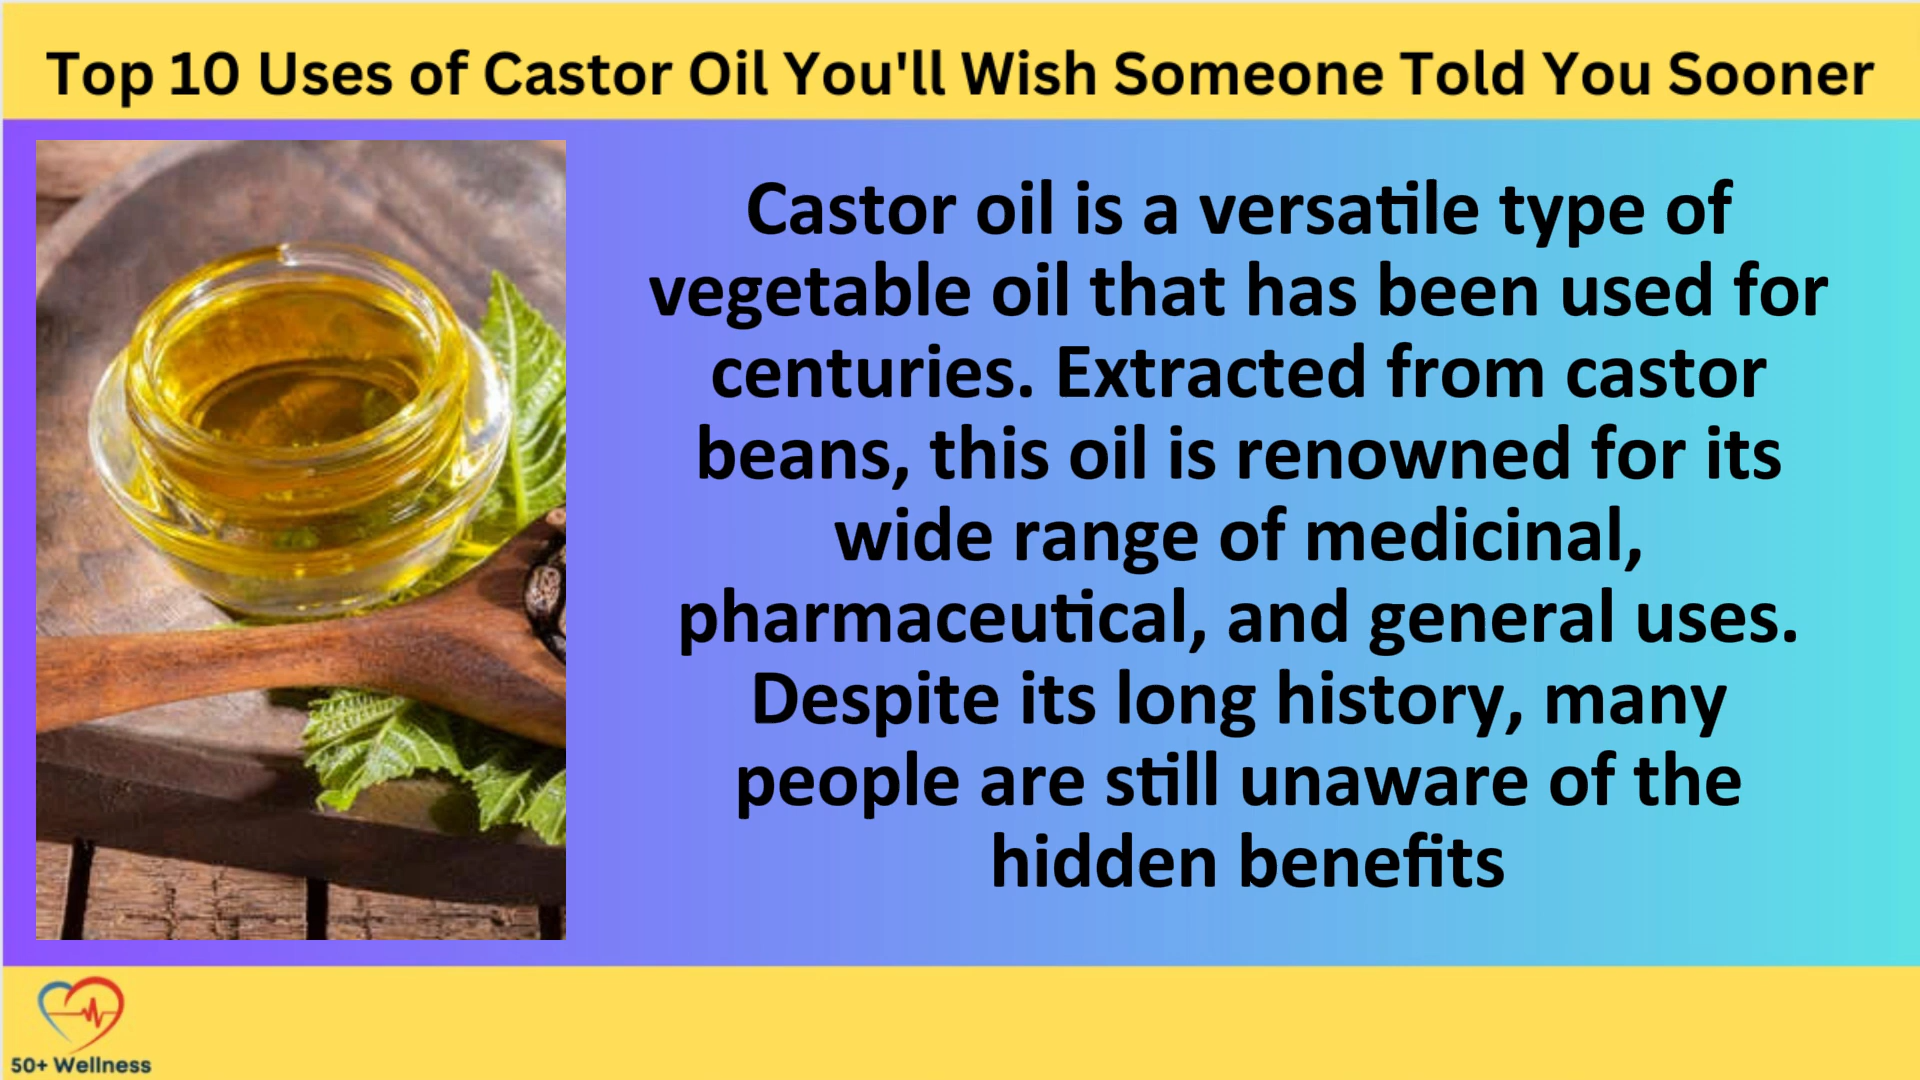 Top 10 Uses of Castor Oil You'll Wish Someone Told You Sooner
Castor oil is a versatile type of
vegetable oil that has been used for
centuries. Extracted from castor
beans, this oil is renowned for its
wide range of medicinal,
pharmaceutical, and general uses.
Despite its long history, many
people are still unaware of the
hidden benefits
50+ Wellness